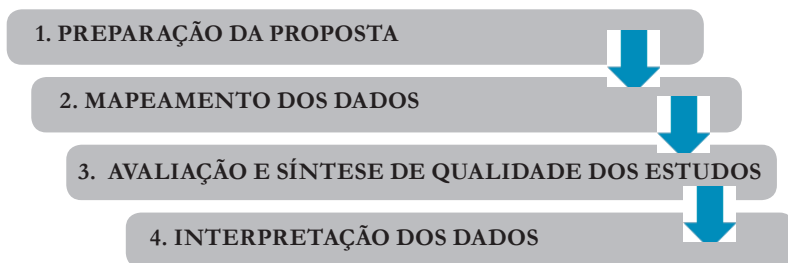 1. PREPARAÇÃO DA PROPOSTA
2. MAPEAMENTO DOS DADOS
3. AVALIAÇÃO E SÍNTESE DE QUALIDADE DOS ESTUDOS
4. INTERPRETAÇÃO DOS DADOS